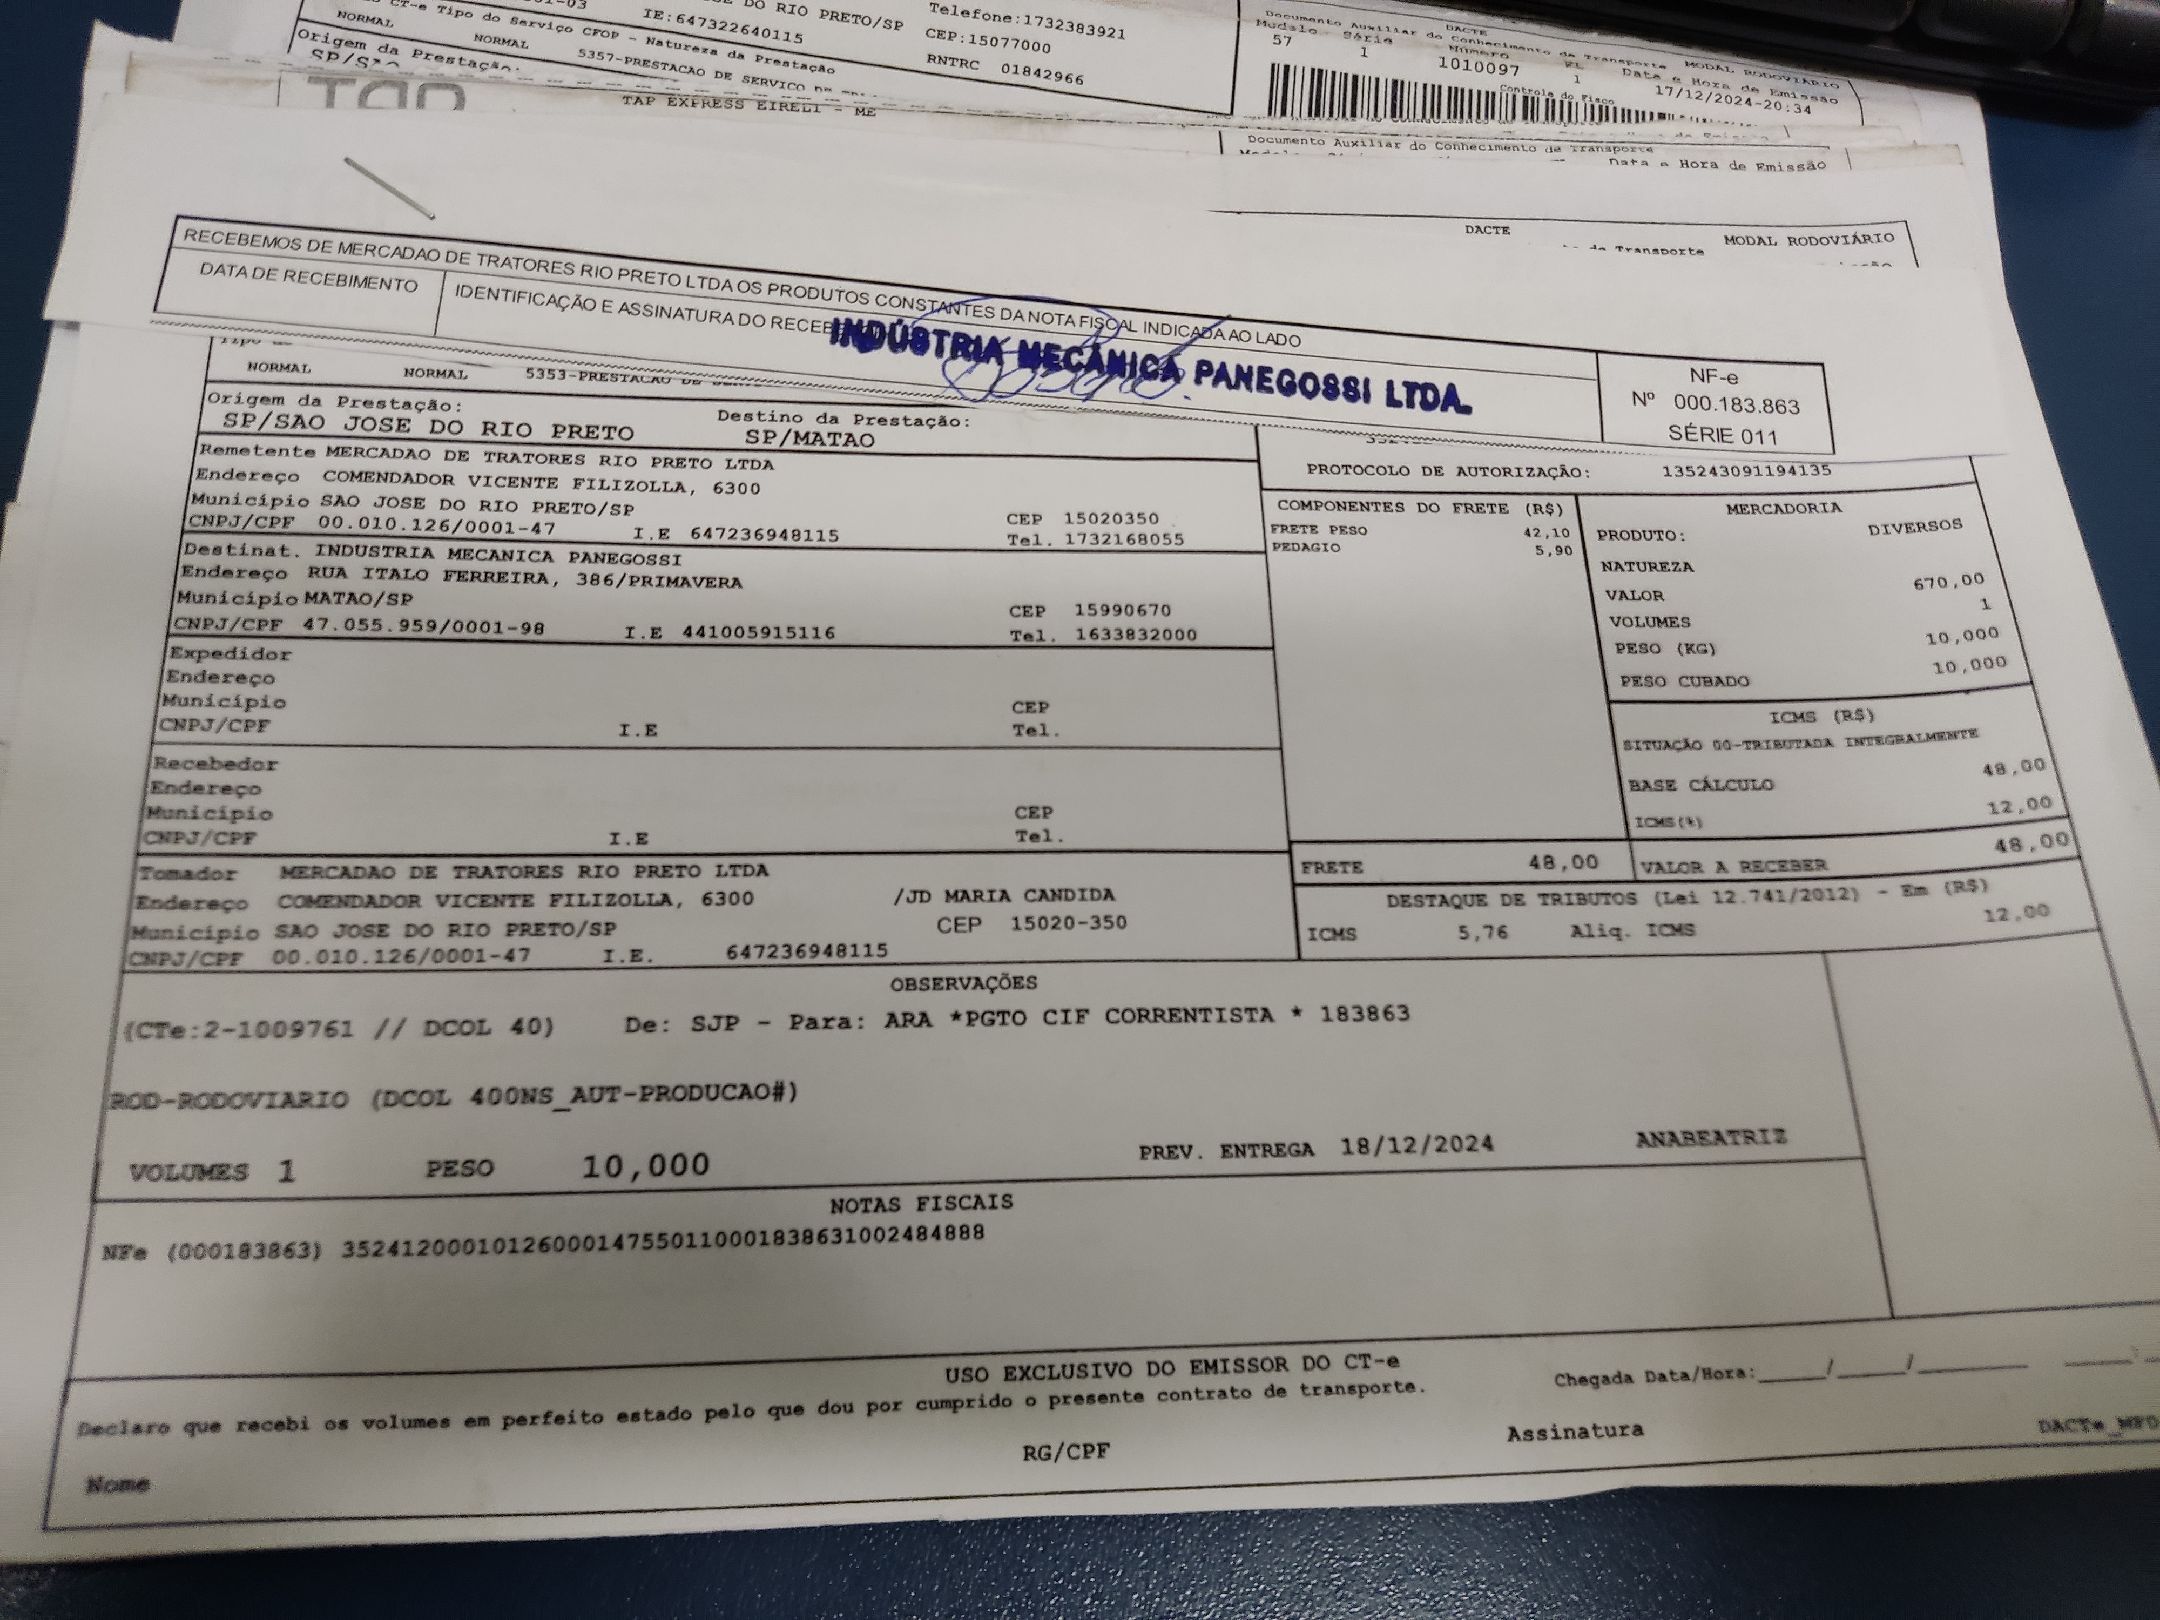 DO RIO PRETO/SP
Telefone:1732383921
IE:647322640115
CEP:15077000
RNTRC 01842966
CT-e Tipo do Serviço CFOP - Natureza da Prestação
NORMAL NORMAL 5357-PRESTACAO DE SERVICO
Origem da Prestação:
DACTE
Documento Auxiliar do Conhecimento de Transporte MODAL RODOVIÁRIO
Modelo Série Número FL Data e Hora de Emissão
57 1 1010097 1 17/12/2024-20:34
Controle do Fisco
TAP EXPRESS EIRELI - ME
Documento Auxiliar do Conhecimento de Transporte
Data e Hora de Emissão
DACTE
MODAL RODOVIÁRIO
de Transporte
RECEBEMOS DE MERCADAO DE TRATORES RIO PRETO LTDA OS PRODUTOS CONSTANTES DA NOTA FISCAL INDICADA AO LADO
DATA DE RECEBIMENTO
IDENTIFICAÇÃO E ASSINATURA DO RECEBE
INDÚSTRIA MECÂNICA PANEGOSSI LTDA.
NF-e
Nº 000.183.863
SÉRIE 011
NORMAL NORMAL 5353-PRESTACAO DE
Origem da Prestação: Destino da Prestação:
SP/SAO JOSE DO RIO PRETO SP/MATAO
PROTOCOLO DE AUTORIZAÇÃO: 135243091194135
Remetente MERCADAO DE TRATORES RIO PRETO LTDA
Endereço COMENDADOR VICENTE FILIZOLLA, 6300
Município SAO JOSE DO RIO PRETO/SP CEP 15020350
CNPJ/CPF 00.010.126/0001-47 I.E 647236948115 Tel. 1732168055
Destinat. INDUSTRIA MECANICA PANEGOSSI
Endereço RUA ITALO FERREIRA, 386/PRIMAVERA
Município MATAO/SP CEP 15990670
CNPJ/CPF 47.055.959/0001-98 I.E 441005915116 Tel. 1633832000
Expedidor
Endereço
Município CEP
CNPJ/CPF I.E Tel.
Recebedor
Endereço
Município CEP
CNPJ/CPF I.E Tel.
COMPONENTES DO FRETE (R$)
FRETE PESO 42,10
PEDAGIO 5,90
MERCADORIA
PRODUTO: DIVERSOS
NATUREZA
VALOR 670,00
VOLUMES 1
PESO (KG) 10,000
PESO CUBADO 10,000
ICMS (R$)
SITUAÇÃO 00-TRIBUTADA INTEGRALMENTE
BASE CÁLCULO 48,00
ICMS(%) 12,00
FRETE 48,00 VALOR A RECEBER 48,00
Tomador MERCADAO DE TRATORES RIO PRETO LTDA
Endereço COMENDADOR VICENTE FILIZOLLA, 6300 /JD MARIA CANDIDA
Município SAO JOSE DO RIO PRETO/SP CEP 15020-350
CNPJ/CPF 00.010.126/0001-47 I.E. 647236948115
DESTAQUE DE TRIBUTOS (Lei 12.741/2012) - Em (R$)
ICMS 5,76 Aliq. ICMS 12,00
OBSERVAÇÕES
(CTe:2-1009761 // DCOL 40) De: SJP - Para: ARA *PGTO CIF CORRENTISTA * 183863
ROD-RODOVIARIO (DCOL 400NS_AUT-PRODUCAO#)
VOLUMES 1 PESO 10,000 PREV. ENTREGA 18/12/2024 ANABEATRIZ
NOTAS FISCAIS
NFe (000183863) 35241200010126000147550110001838631002484888
USO EXCLUSIVO DO EMISSOR DO CT-e
Declaro que recebi os volumes em perfeito estado pelo que dou por cumprido o presente contrato de transporte.
Chegada Data/Hora:_____/_____/________
Nome RG/CPF Assinatura